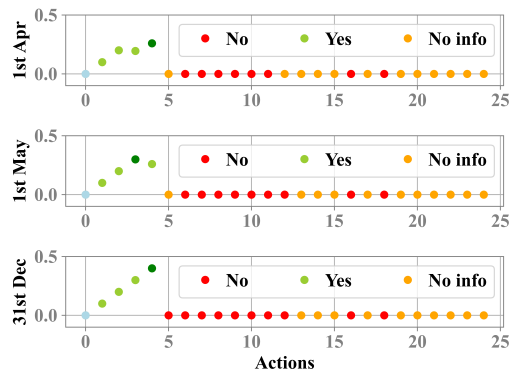 1st Apr
0.5
0.0
No Yes No info
0 5 10 15 20 25
1st May
0.5
0.0
No Yes No info
0 5 10 15 20 25
31st Dec
0.5
0.0
No Yes No info
0 5 10 15 20 25
Actions